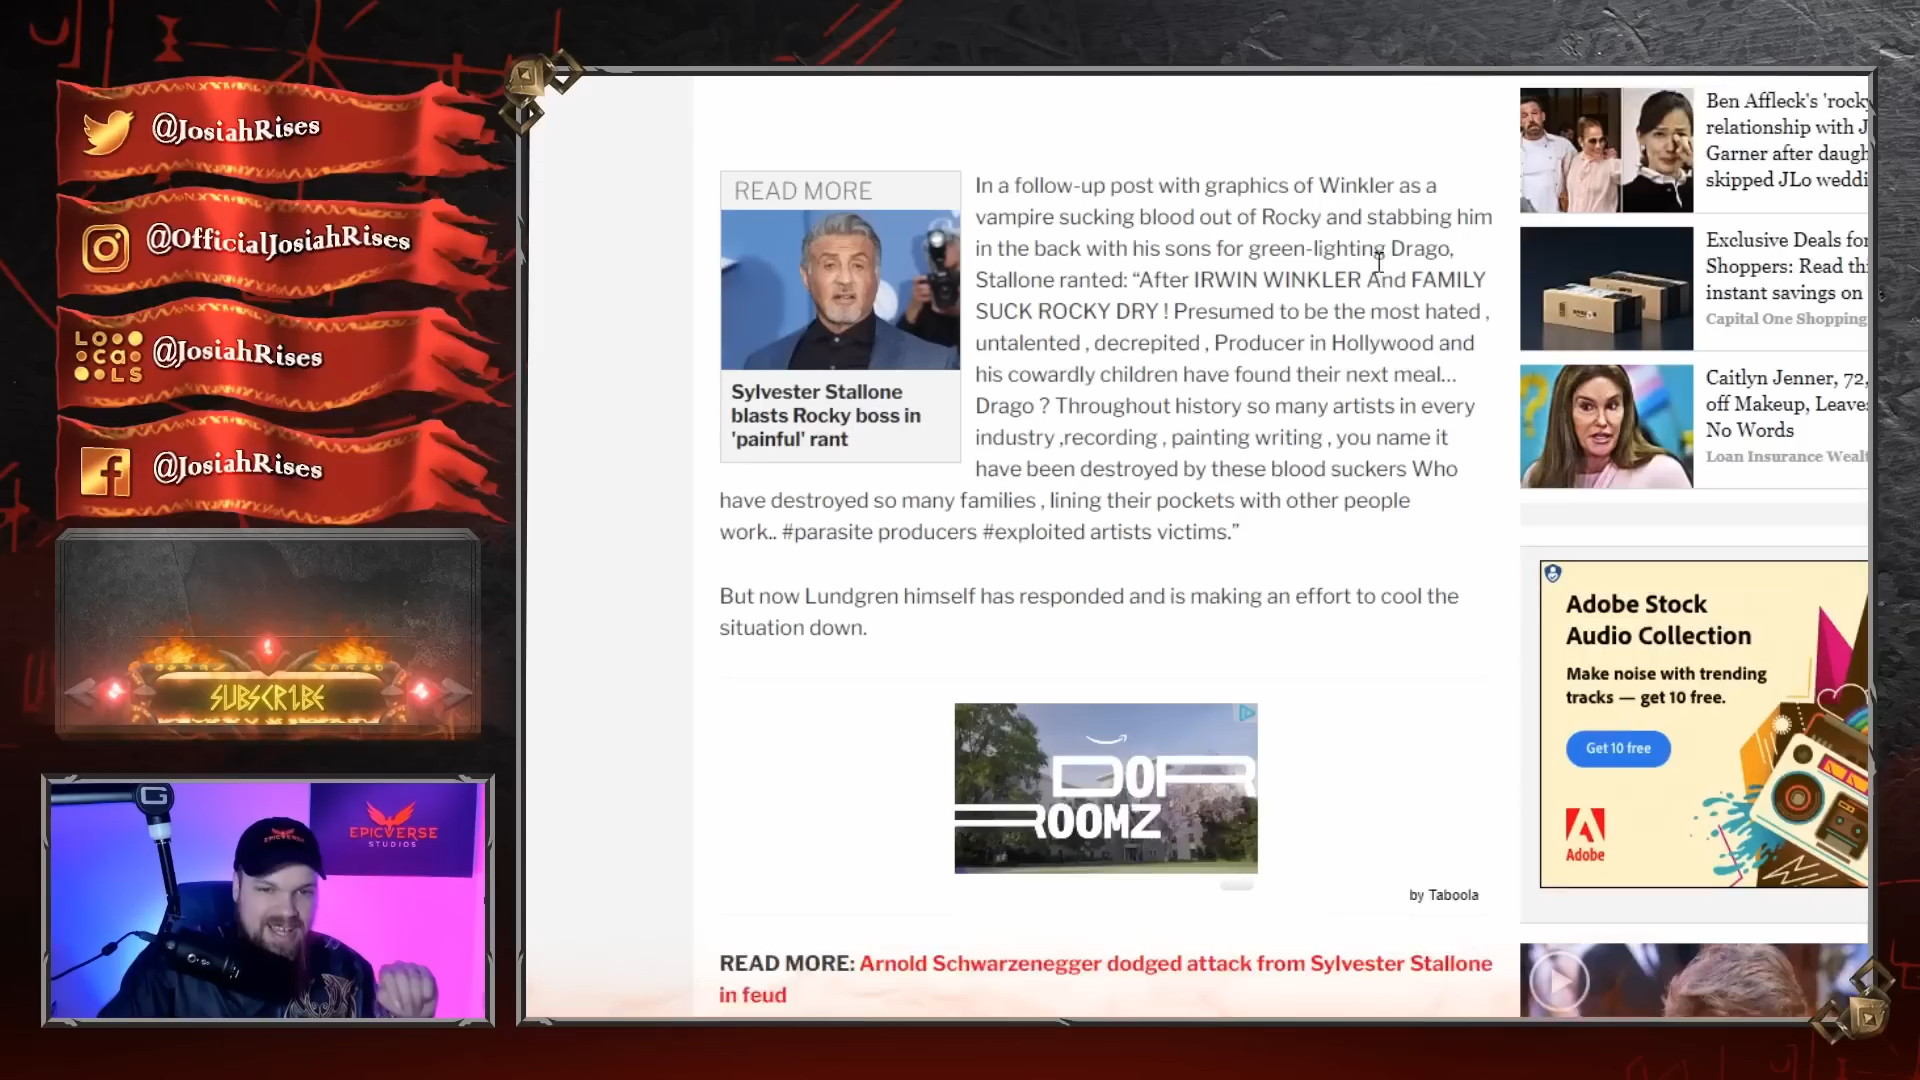 @JosiahRises
@OfficialJosiahRises
LOcaLS
@JosiahRises
@JosiahRises
SUBSCRIBE
G
EPICVERSE
STUDIOS
READ MORE
Sylvester Stallone
blasts Rocky boss in
'painful' rant
In a follow-up post with graphics of Winkler as a
vampire sucking blood out of Rocky and stabbing him
in the back with his sons for green-lighting Drago,
Stallone ranted: “After IRWIN WINKLER And FAMILY
SUCK ROCKY DRY ! Presumed to be the most hated ,
untalented , decrepited , Producer in Hollywood and
his cowardly children have found their next meal...
Drago ? Throughout history so many artists in every
industry ,recording , painting writing , you name it
have been destroyed by these blood suckers Who
have destroyed so many families , lining their pockets with other people
work.. #parasite producers #exploited artists victims.”
But now Lundgren himself has responded and is making an effort to cool the
situation down.
DORR
ROOMZ
by Taboola
READ MORE: Arnold Schwarzenegger dodged attack from Sylvester Stallone
in feud
Ben Affleck's 'rocky
relationship with J
Garner after daugh
skipped JLo weddi
Exclusive Deals for
Shoppers: Read thi
instant savings on
Capital One Shopping
Caitlyn Jenner, 72,
off Makeup, Leave
No Words
Loan Insurance Wealt
Adobe Stock
Audio Collection
Make noise with trending
tracks — get 10 free.
Get 10 free
Adobe